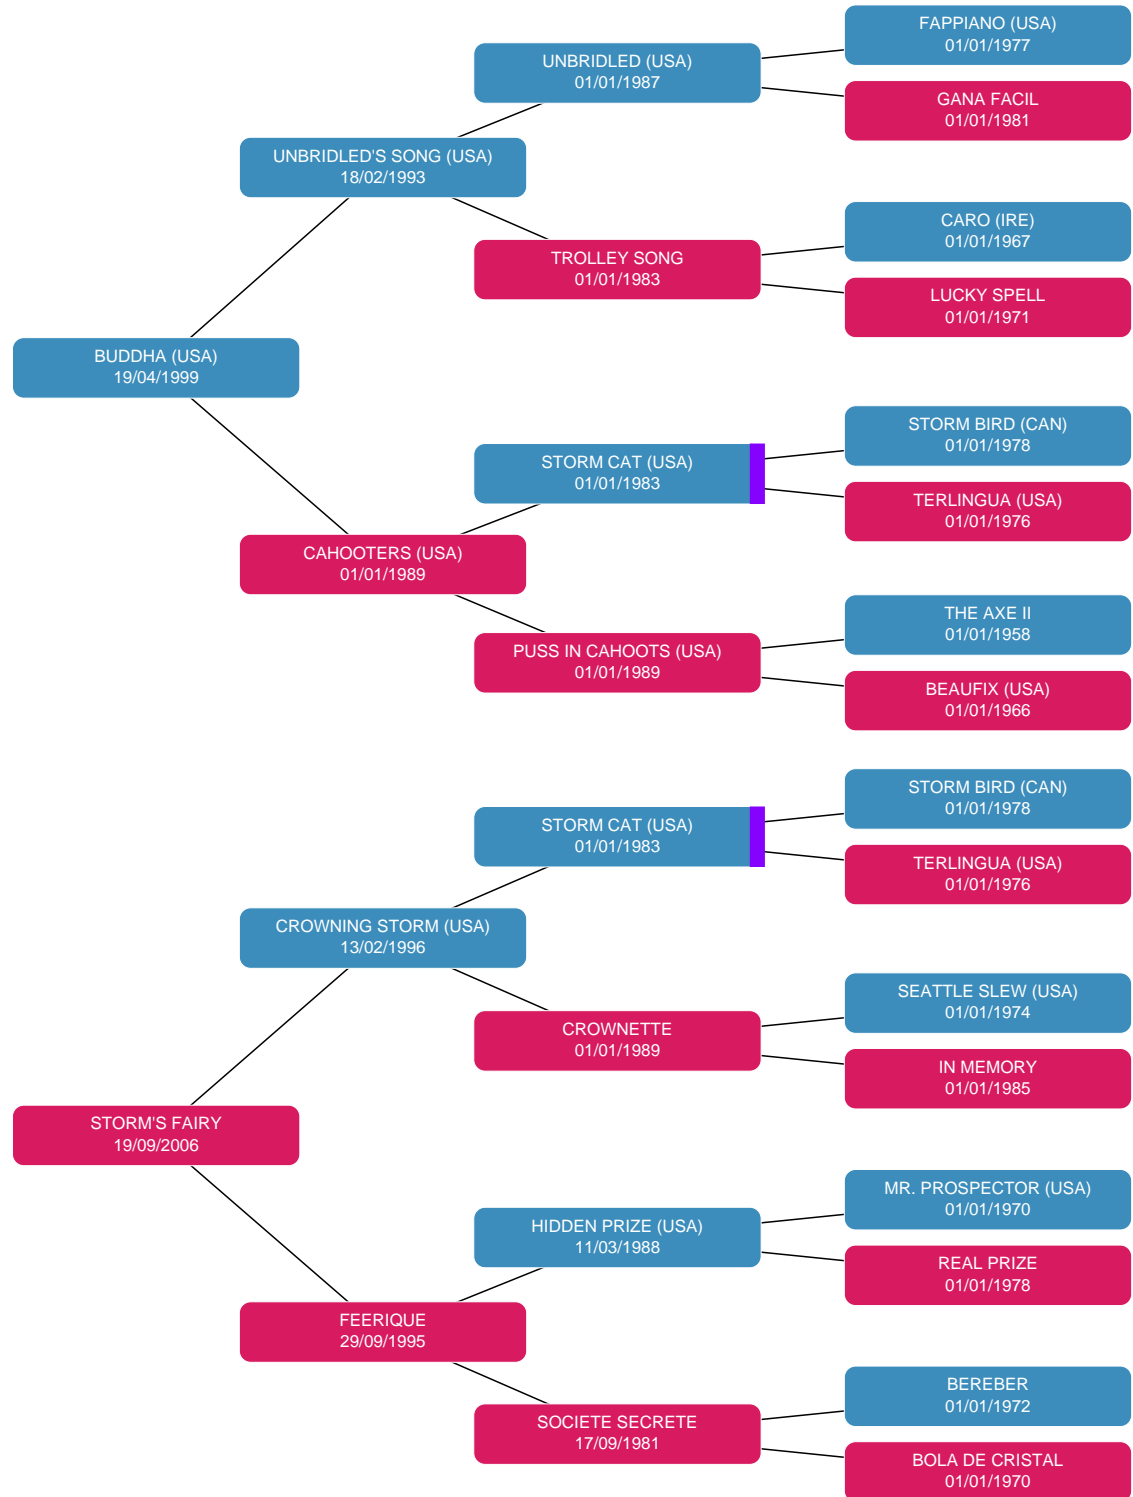 FAPPIANO (USA)
01/01/1977
UNBRIDLED (USA)
01/01/1987
GANA FACIL
01/01/1981
UNBRIDLED'S SONG (USA)
18/02/1993
CARO (IRE)
01/01/1967
TROLLEY SONG
01/01/1983
LUCKY SPELL
01/01/1971
BUDDHA (USA)
19/04/1999
STORM BIRD (CAN)
01/01/1978
STORM CAT (USA)
01/01/1983
TERLINGUA (USA)
01/01/1976
CAHOOTERS (USA)
01/01/1989
THE AXE II
01/01/1958
PUSS IN CAHOOTS (USA)
01/01/1989
BEAUFIX (USA)
01/01/1966
STORM BIRD (CAN)
01/01/1978
STORM CAT (USA)
01/01/1983
TERLINGUA (USA)
01/01/1976
CROWNING STORM (USA)
13/02/1996
SEATTLE SLEW (USA)
01/01/1974
CROWNETTE
01/01/1989
IN MEMORY
01/01/1985
STORM'S FAIRY
19/09/2006
MR. PROSPECTOR (USA)
01/01/1970
HIDDEN PRIZE (USA)
11/03/1988
REAL PRIZE
01/01/1978
FEERIQUE
29/09/1995
BEREBER
01/01/1972
SOCIETE SECRETE
17/09/1981
BOLA DE CRISTAL
01/01/1970